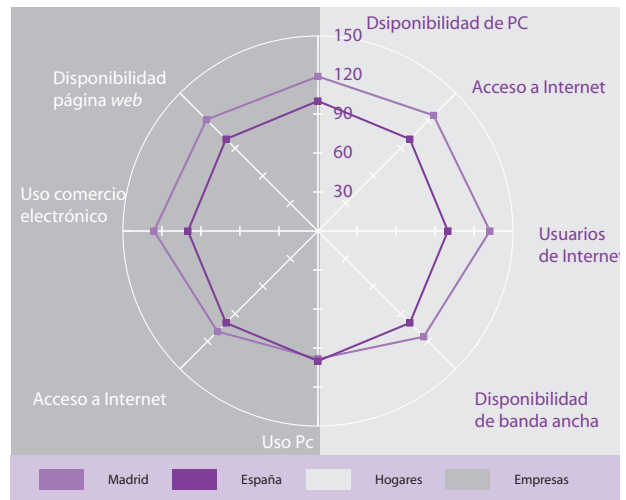 Dsiponibilidad de PC
150
120
90
60
30
Acceso a Internet
Usuarios
de Internet
Disponibilidad
de banda ancha
Uso Pc
Acceso a Internet
Uso comercio
electrónico
Disponibilidad
página web
Madrid
España
Hogares
Empresas